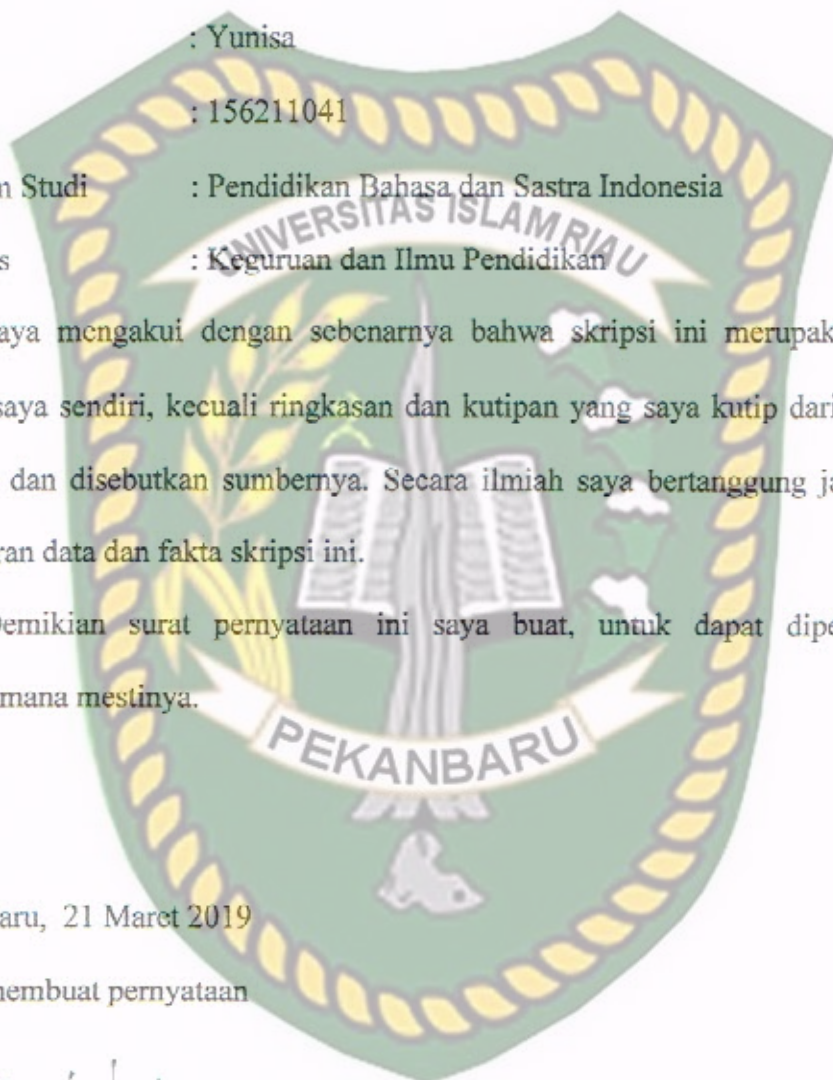 : Yunisa
: 156211041
n Studi : Pendidikan Bahasa dan Sastra Indonesia
UNIVERSITAS ISLAM RIAU
s : Keguruan dan Ilmu Pendidikan
aya mengakui dengan sebenarnya bahwa skripsi ini merupak
saya sendiri, kecuali ringkasan dan kutipan yang saya kutip dari
dan disebutkan sumbernya. Secara ilmiah saya bertanggung ja
ran data dan fakta skripsi ini.
Demikian surat pernyataan ini saya buat, untuk dapat dipe
mana mestinya.
PEKANBARU
aru, 21 Maret 2019
membuat pernyataan